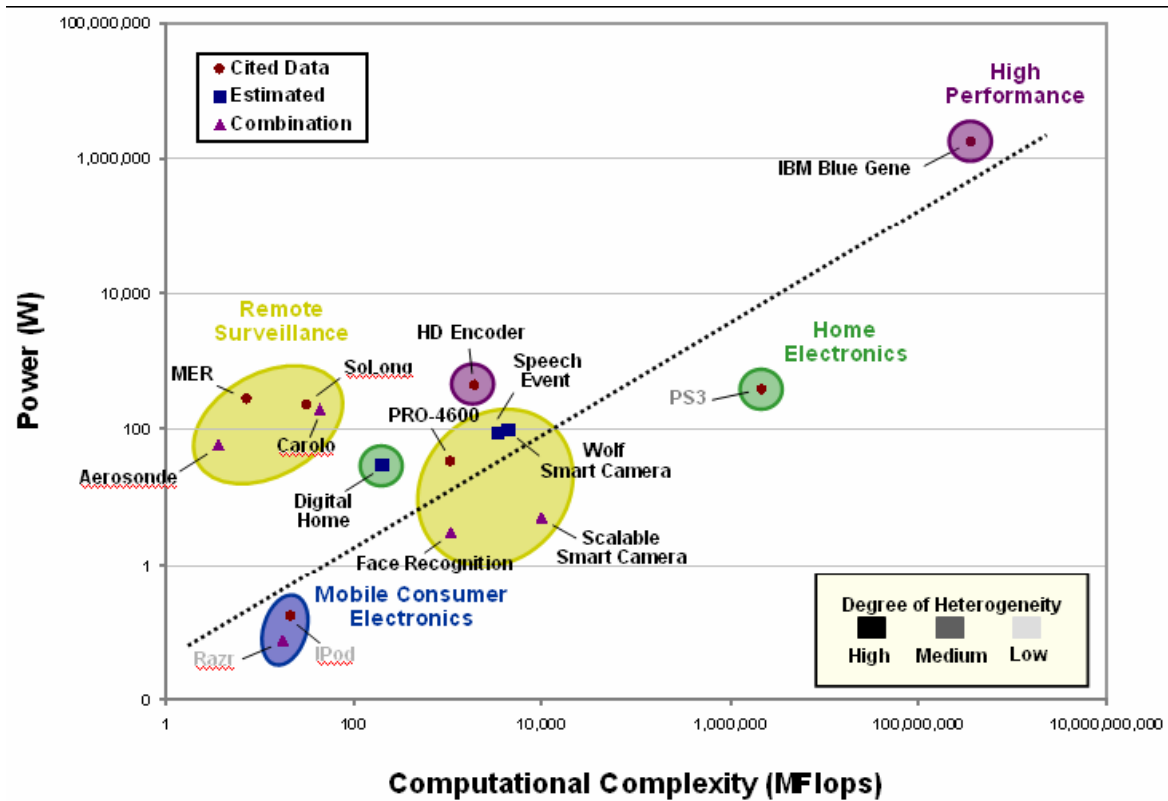 100,000,000
1,000,000
10,000
100
1
0
Power (W)
Cited Data
Estimated
Combination
High
Performance
IBM Blue Gene
Remote
Surveillance
MER
SoLong
Carolo
Aerosonde
HD Encoder
Speech
Event
PRO-4600
Wolf
Smart Camera
Digital
Home
Face Recognition
Scalable
Smart Camera
Home
Electronics
PS3
Mobile Consumer
Electronics
Razr
IPod
Degree of Heterogeneity
High
Medium
Low
1
100
10,000
1,000,000
100,000,000
10,000,000,000
Computational Complexity (MFlops)